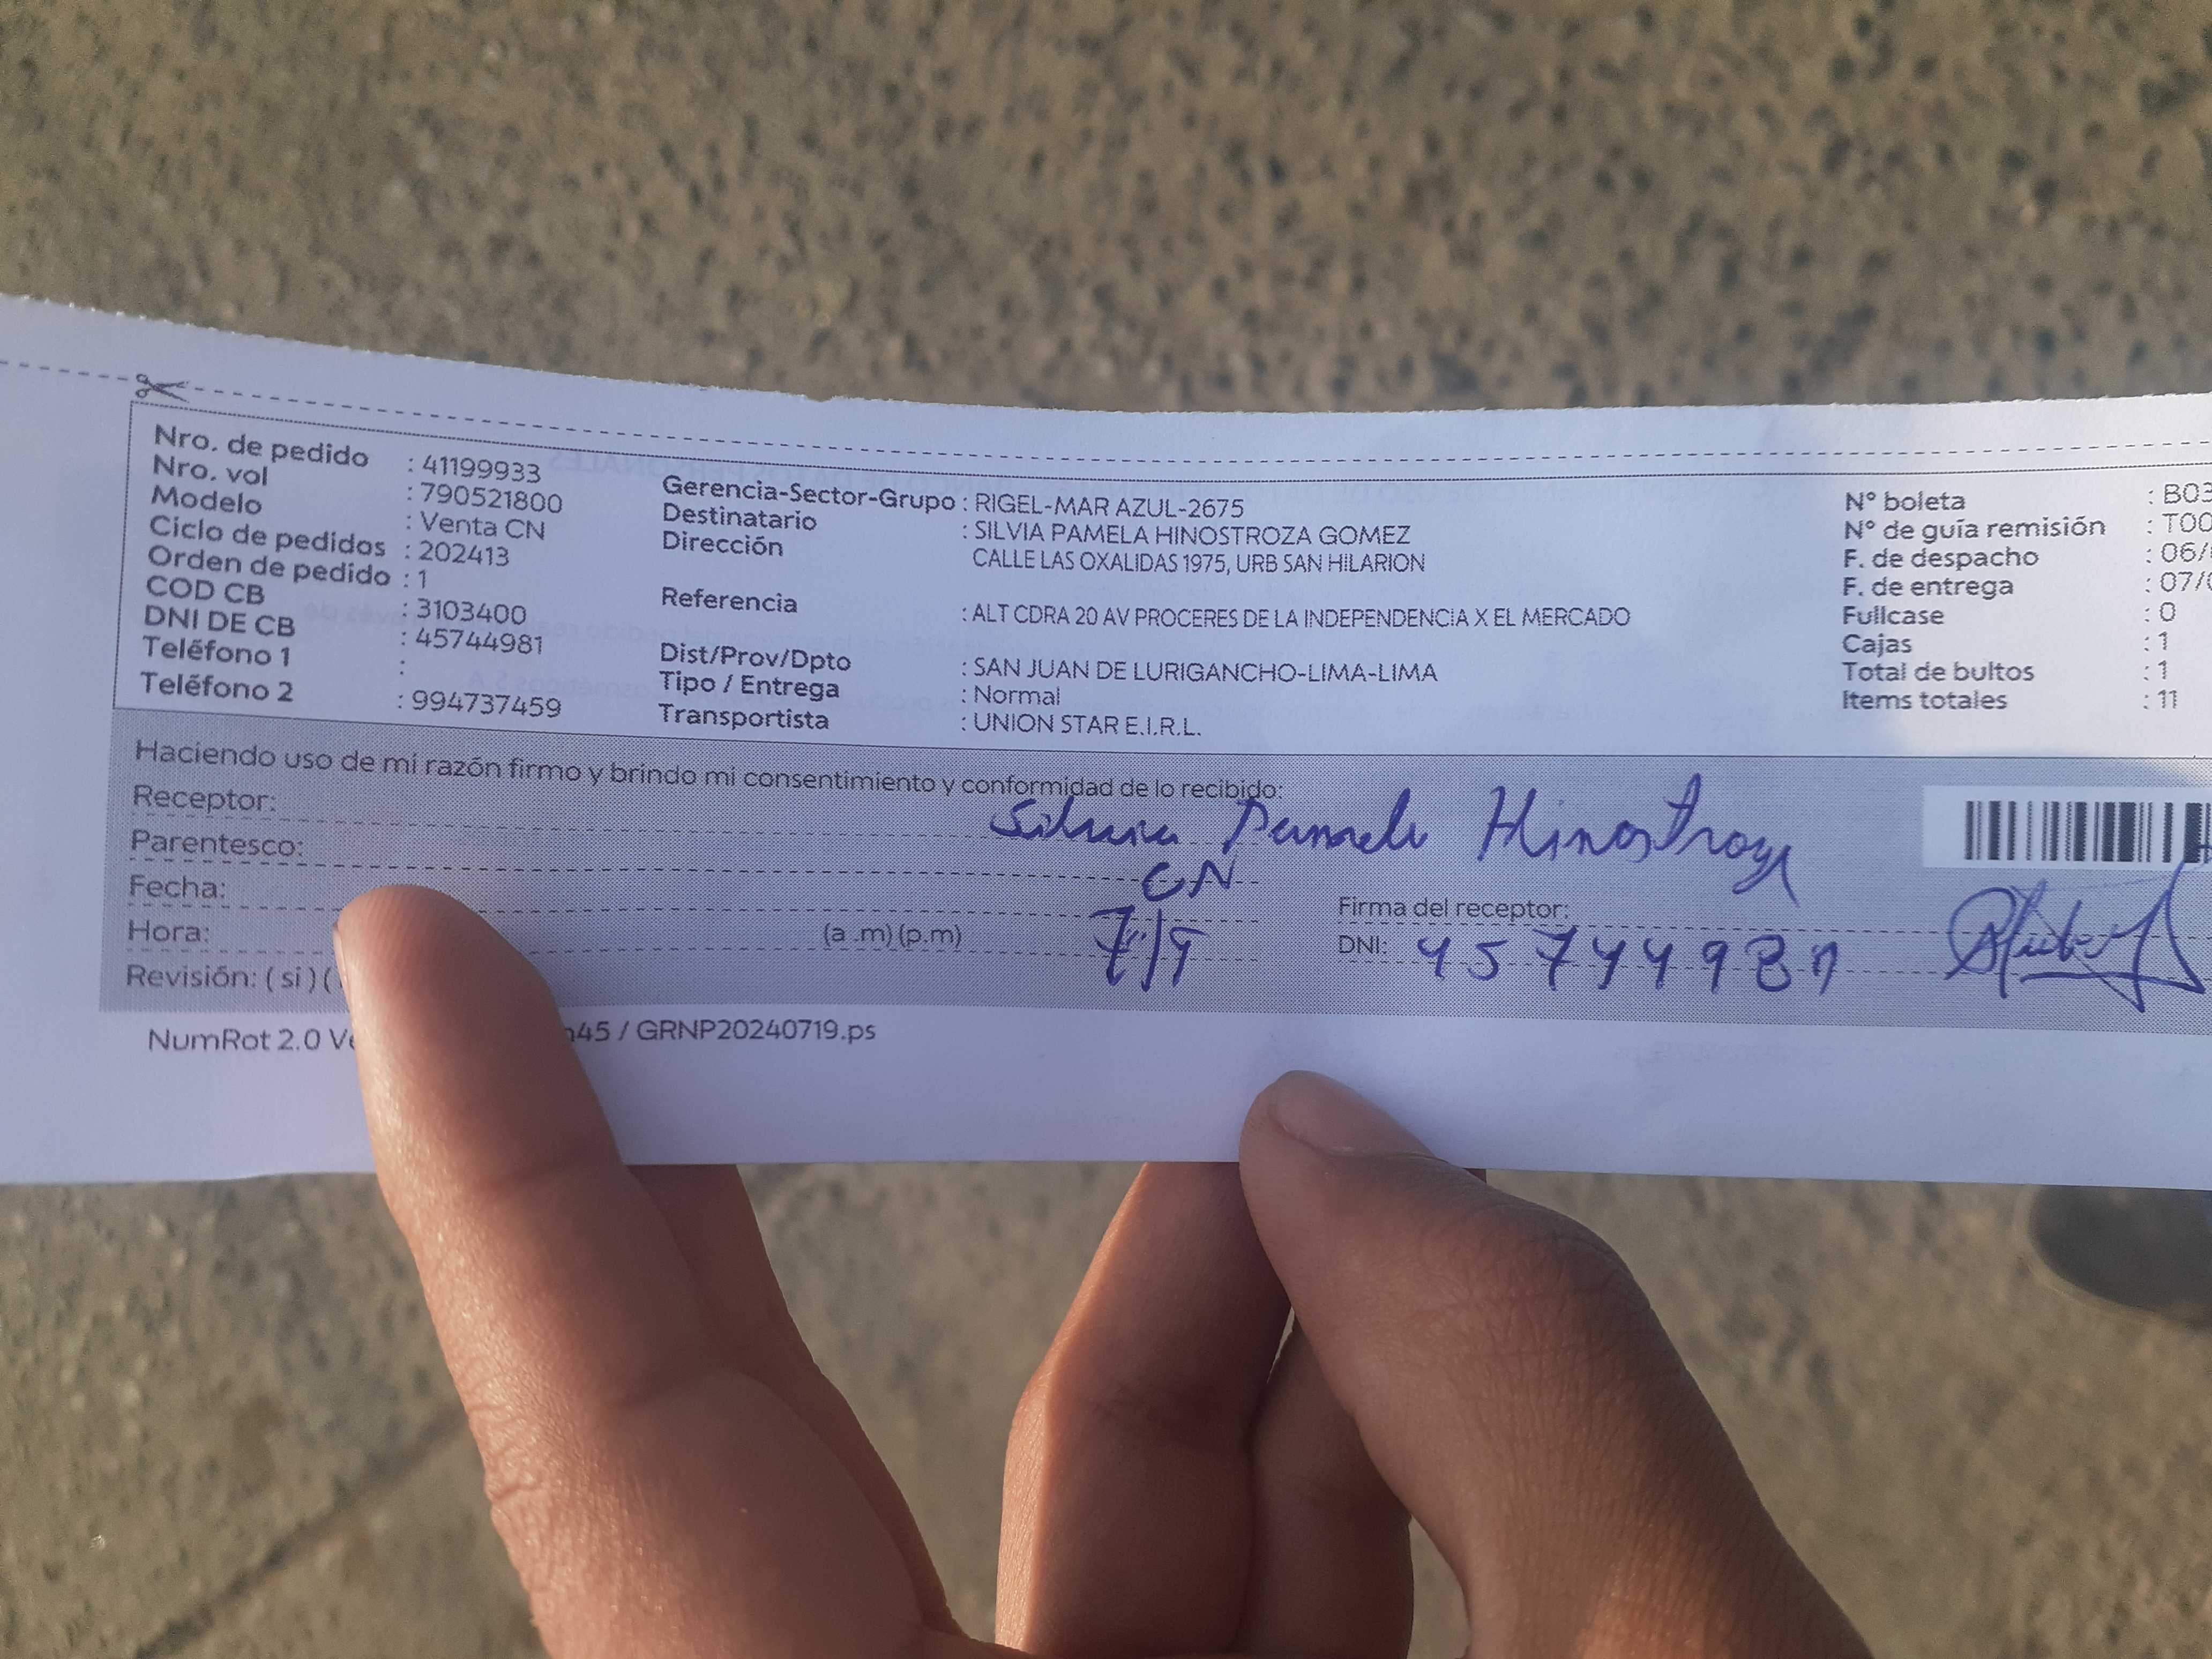 Nro. de pedido : 41199933
Nro. vol : 790521800
Modelo : Venta CN
Ciclo de pedidos : 202413
Orden de pedido : 1
COD CB : 3103400
DNI DE CB : 45744981
Teléfono 1 :
Teléfono 2 : 994737459
Gerencia-Sector-Grupo : RIGEL-MAR AZUL-2675
Destinatario : SILVIA PAMELA HINOSTROZA GOMEZ
Dirección CALLE LAS OXALIDAS 1975, URB SAN HILARION
Referencia : ALT CDRA 20 AV PROCERES DE LA INDEPENDENCIA X EL MERCADO
Dist/Prov/Dpto : SAN JUAN DE LURIGANCHO-LIMA-LIMA
Tipo / Entrega : Normal
Transportista : UNION STAR E.I.R.L.
N° boleta : B03
N° de guía remisión : T00
F. de despacho : 06/
F. de entrega : 07/
Fullcase : 0
Cajas : 1
Total de bultos : 1
Items totales : 11
Haciendo uso de mi razón firmo y brindo mi consentimiento y conformidad de lo recibido:
Receptor: Silvia Pamela Hinostroza
Parentesco: CN
Fecha:
Hora: (a .m) (p.m)
Revisión: ( si ) (
Firma del receptor:
DNI: 45744981
NumRot 2.0 45 / GRNP20240719.ps